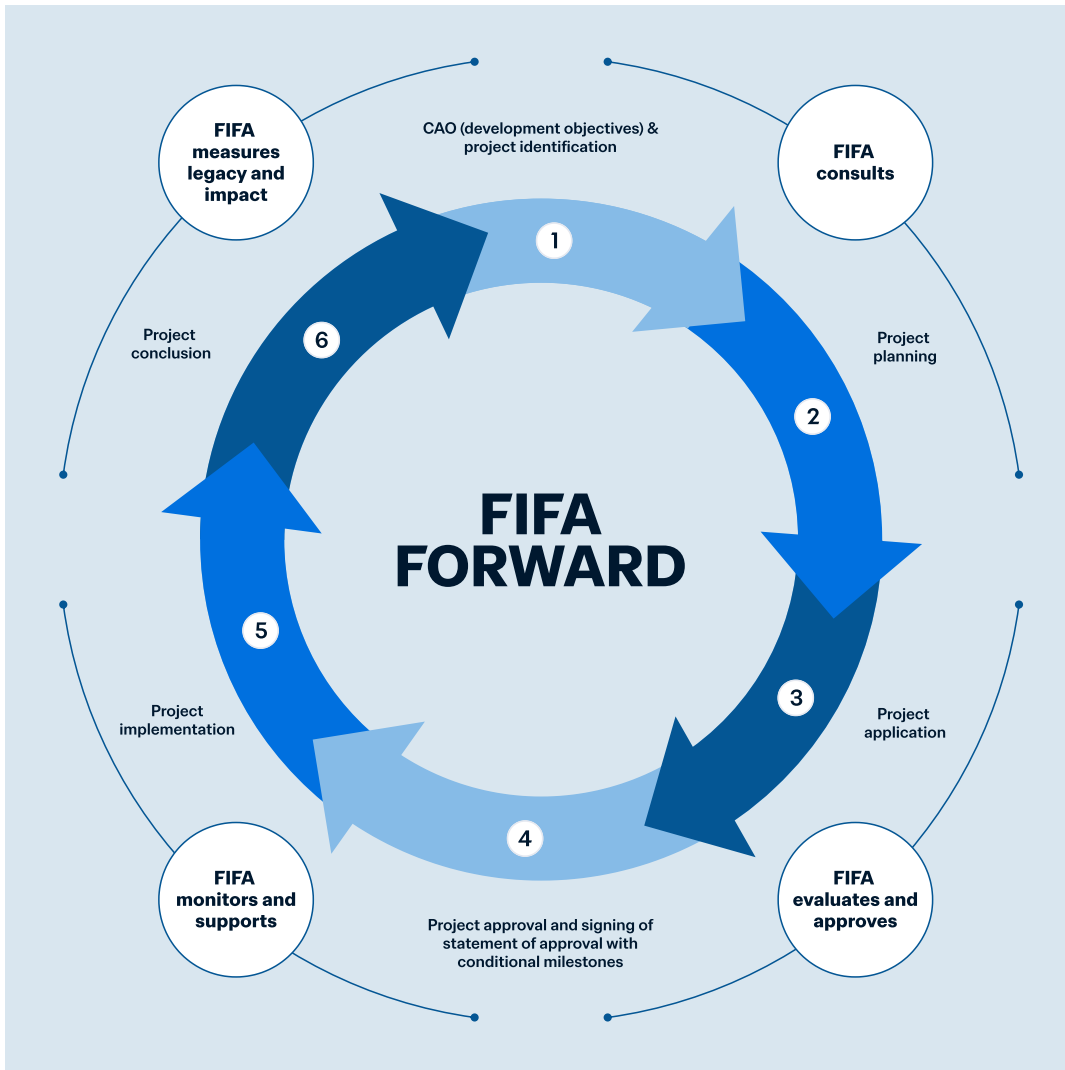 FIFA
measures
legacy and
impact
CAO (development objectives) &
project identification
FIFA
consults
1
6
Project
conclusion
Project
planning
2
FIFA
FORWARD
5
3
Project
implementation
Project
application
4
FIFA
monitors and
supports
Project approval and signing of
statement of approval with
conditional milestones
FIFA
evaluates and
approves